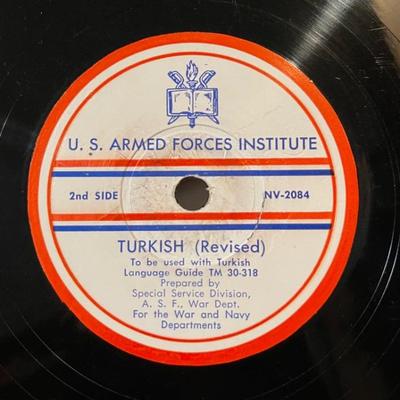 U. S. ARMED FORCES INSTITUTE
2nd SIDE NV-2084
TURKISH (Revised)
To be used with Turkish
Language Guide TM 30-318
Prepared by
Special Service Division,
A. S. F., War Dept.
For the War and Navy
Departments